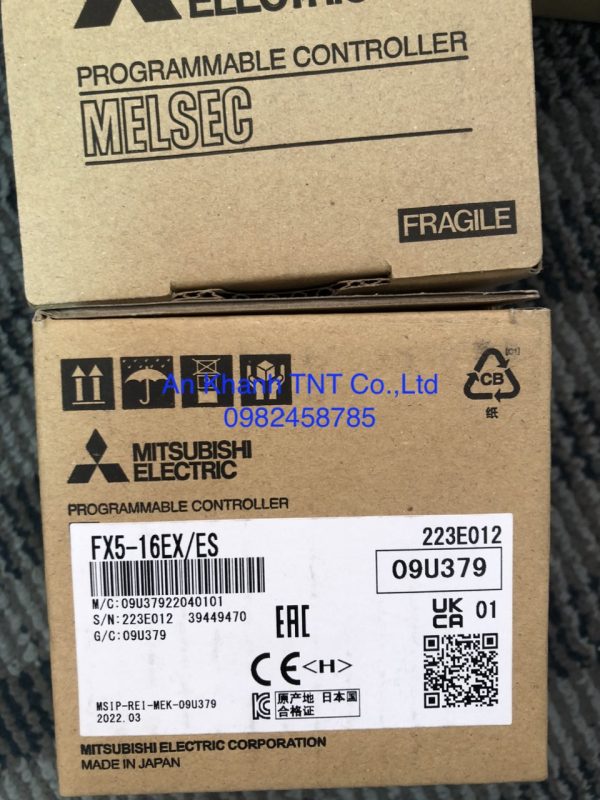 ELECTRIC
PROGRAMMABLE CONTROLLER
MELSEC
FRAGILE
An Khanh TNT Co.,Ltd
0982458785
CB
纸
MITSUBISHI
ELECTRIC
PROGRAMMABLE CONTROLLER
FX5-16EX/ES
223E012
09U379
M/C:09U37922040101
S/N:223E012 39449470
G/C:09U379
EAC
UK
CA 01
CE <H>
原产地 日本国
合格证
MSIP-REI-MEK-09U379
2022.03
MITSUBISHI ELECTRIC CORPORATION
MADE IN JAPAN